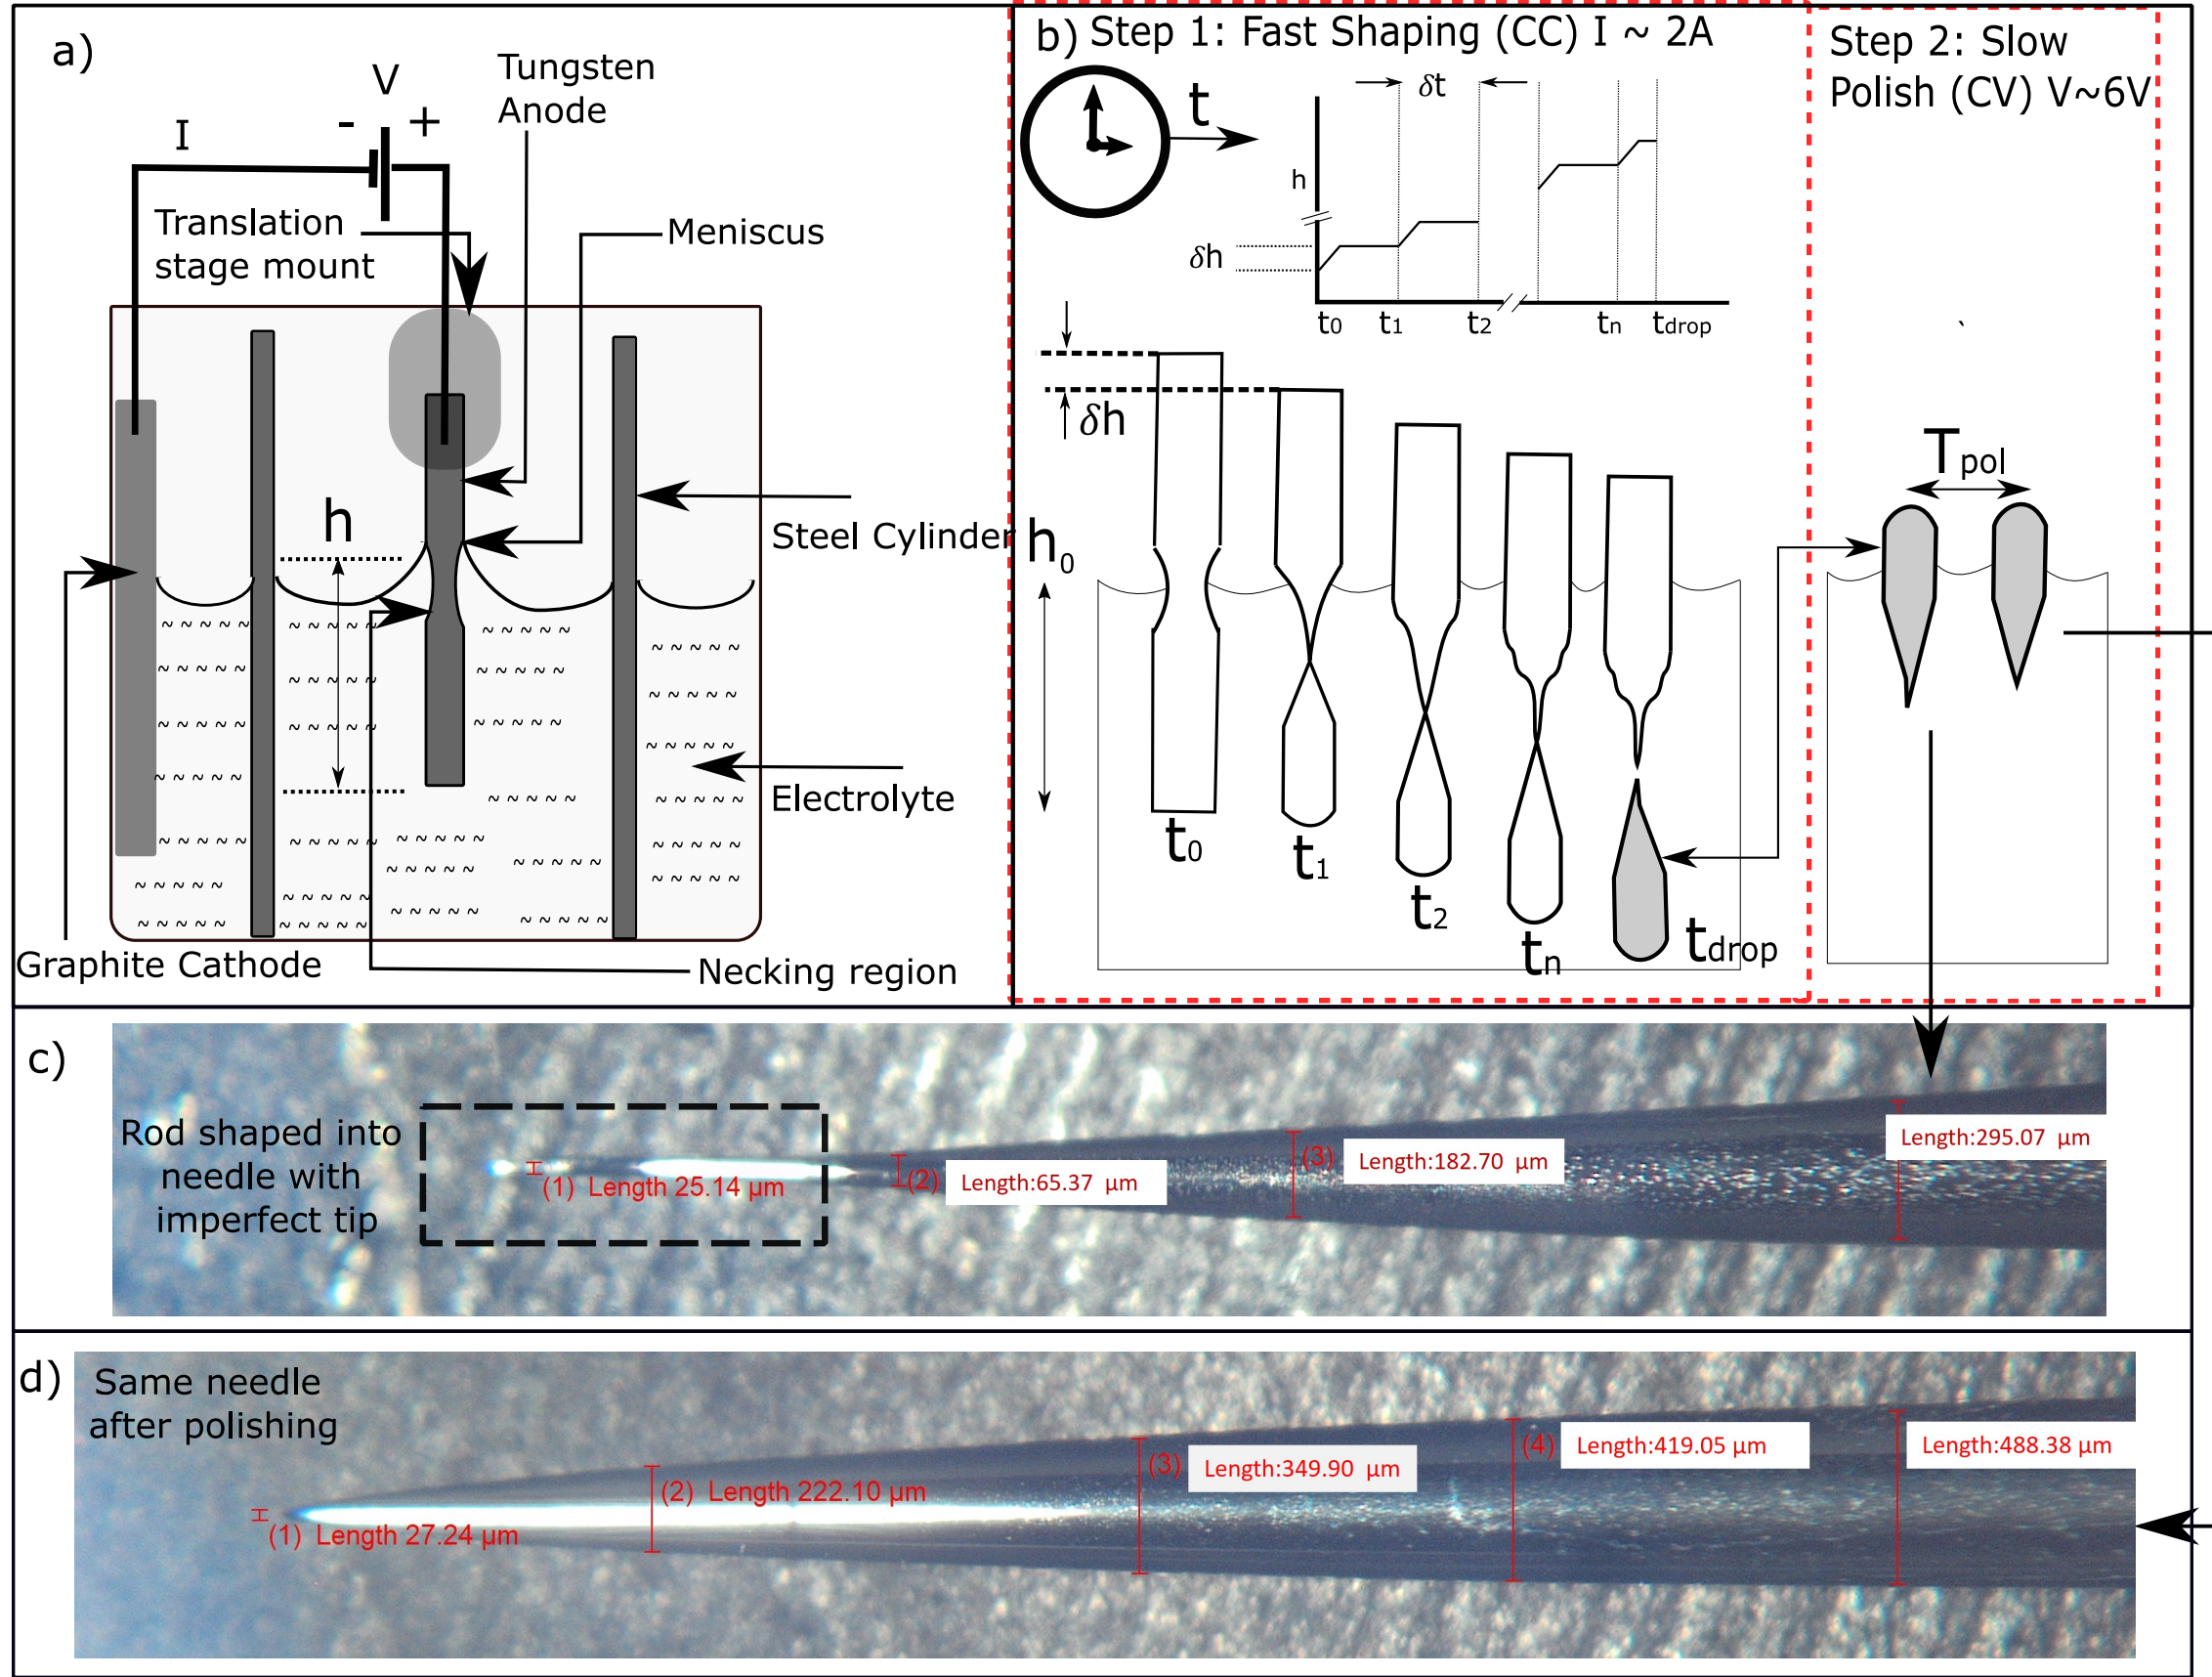 a)
V
Tungsten
Anode
I
-
+
Translation
stage mount
Meniscus
h
Steel Cylinder
Electrolyte
Graphite Cathode
Necking region
b) Step 1: Fast Shaping (CC) I ~ 2A
t
δt
h
δh
t0 t1 t2 tn tdrop
δh
h0
t0
t1
t2
tn
tdrop
Step 2: Slow
Polish (CV) V~6V
Tpol
c)
Rod shaped into
needle with
imperfect tip
(1) Length 25.14 µm
(2) Length:65.37 µm
(3) Length:182.70 µm
Length:295.07 µm
d)
Same needle
after polishing
(1) Length 27.24 µm
(2) Length 222.10 µm
(3) Length:349.90 µm
(4) Length:419.05 µm
Length:488.38 µm